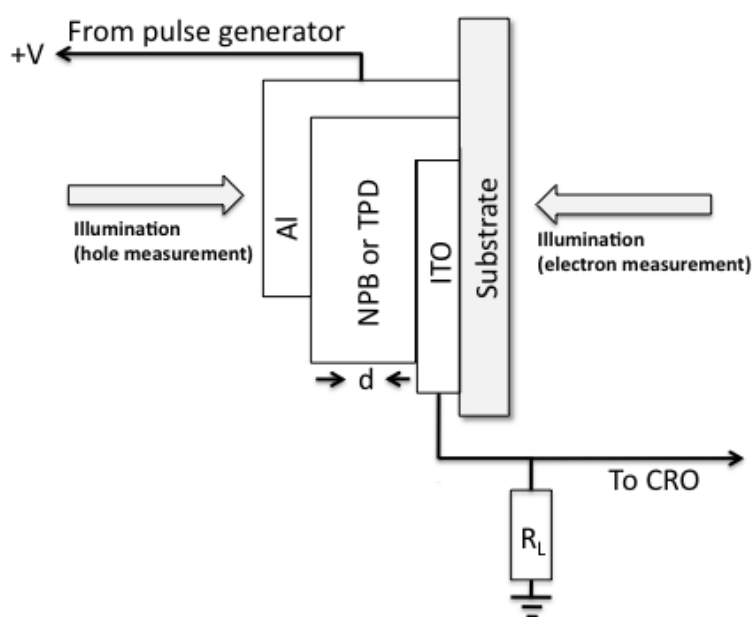 From pulse generator
+V
Illumination
(hole measurement)
Al
NPB or TPD
ITO
Substrate
Illumination
(electron measurement)
d
To CRO
RL